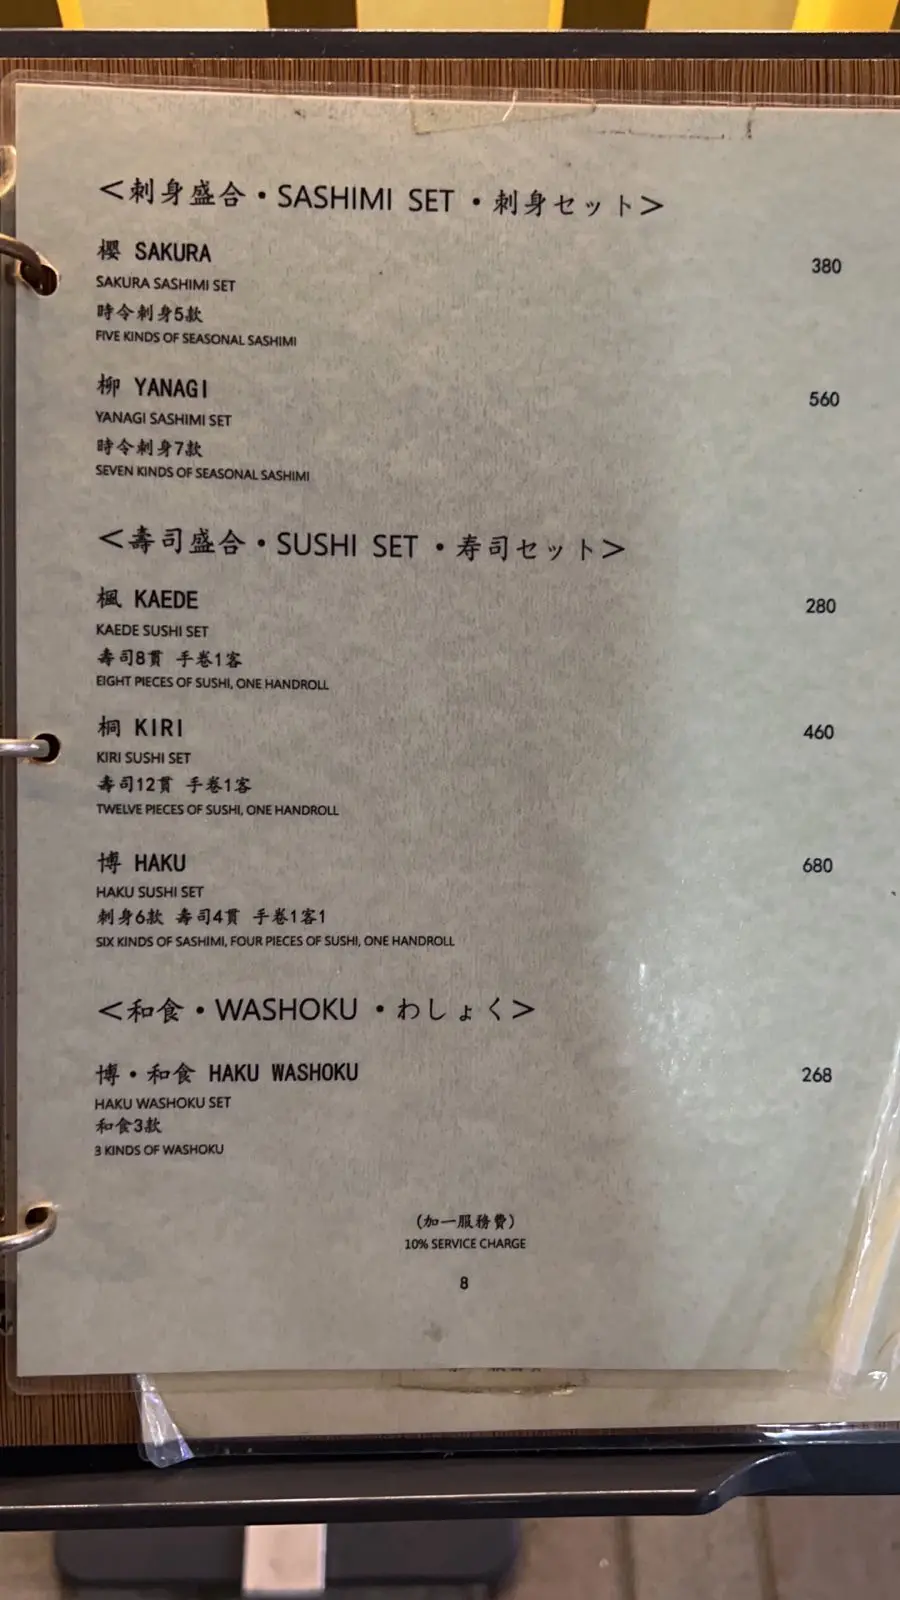 <刺身盛合・SASHIMI SET・刺身セット>
櫻 SAKURA
380
SAKURA SASHIMI SET
時令刺身5款
FIVE KINDS OF SEASONAL SASHIMI
柳 YANAGI
560
YANAGI SASHIMI SET
時令刺身7款
SEVEN KINDS OF SEASONAL SASHIMI
<壽司盛合・SUSHI SET・寿司セット>
楓 KAEDE
280
KAEDE SUSHI SET
壽司8貫 手卷1客
EIGHT PIECES OF SUSHI, ONE HANDROLL
桐 KIRI
460
KIRI SUSHI SET
壽司12貫 手卷1客
TWELVE PIECES OF SUSHI, ONE HANDROLL
博 HAKU
680
HAKU SUSHI SET
刺身6款 壽司4貫 手卷1客1
SIX KINDS OF SASHIMI, FOUR PIECES OF SUSHI, ONE HANDROLL
<和食・WASHOKU・わしょく>
博・和食 HAKU WASHOKU
268
HAKU WASHOKU SET
和食3款
3 KINDS OF WASHOKU
(加一服務費)
10% SERVICE CHARGE
8